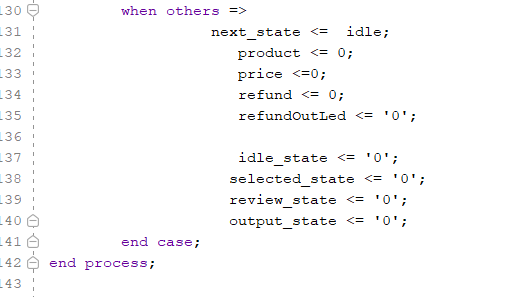 130 when others =>
131 next_state <= idle;
132 product <= 0;
133 price <=0;
134 refund <= 0;
135 refundOutLed <= '0';
136
137 idle_state <= '0';
138 selected_state <= '0';
139 review_state <= '0';
140 output_state <= '0';
141 end case;
142 end process;
143